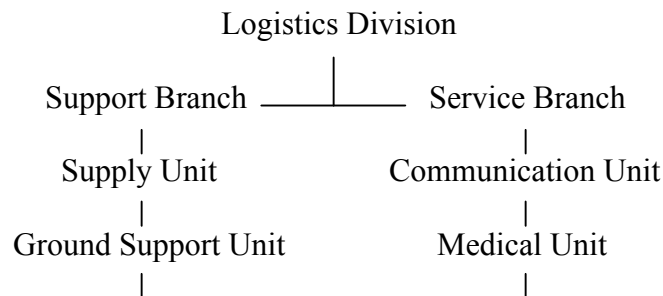 Logistics Division
Support Branch Service Branch
Supply Unit Communication Unit
Ground Support Unit Medical Unit